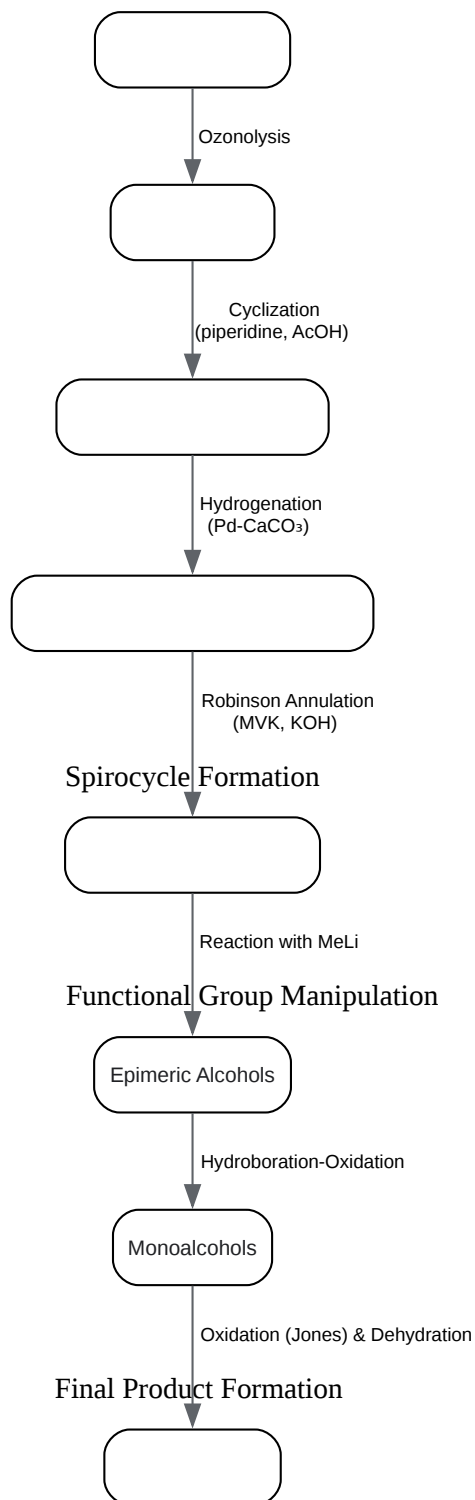 Ozonolysis
Cyclization
(piperidine, AcOH)
Hydrogenation
(Pd-CaCO₃)
Robinson Annulation
(MVK, KOH)
Spirocycle Formation
Reaction with MeLi
Functional Group Manipulation
Epimeric Alcohols
Hydroboration-Oxidation
Monoalcohols
Oxidation (Jones) & Dehydration
Final Product Formation